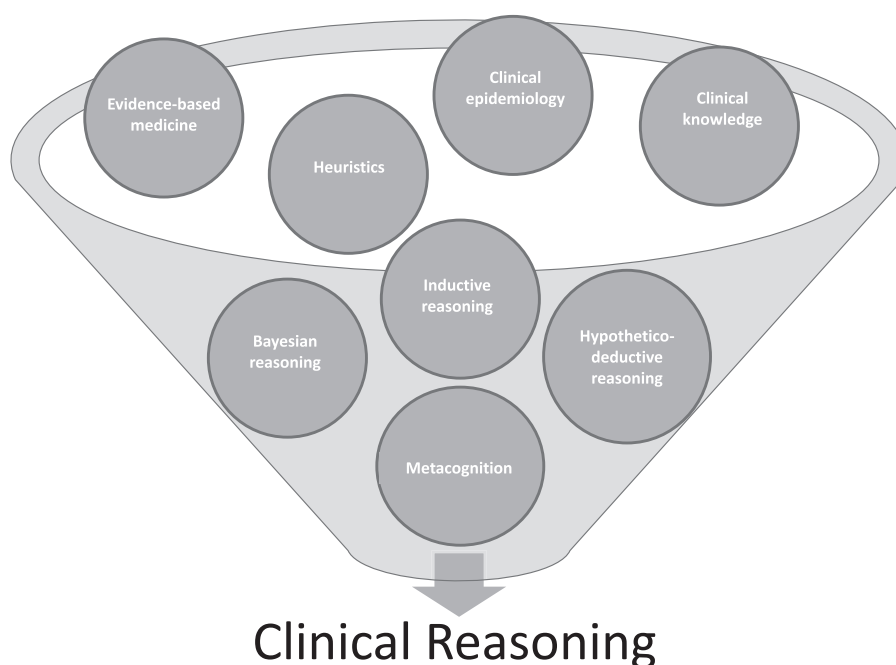 Evidence-based
medicine
Clinical
epidemiology
Clinical
knowledge
Heuristics
Inductive
reasoning
Bayesian
reasoning
Hypothetico-
deductive
reasoning
Metacognition
Clinical Reasoning